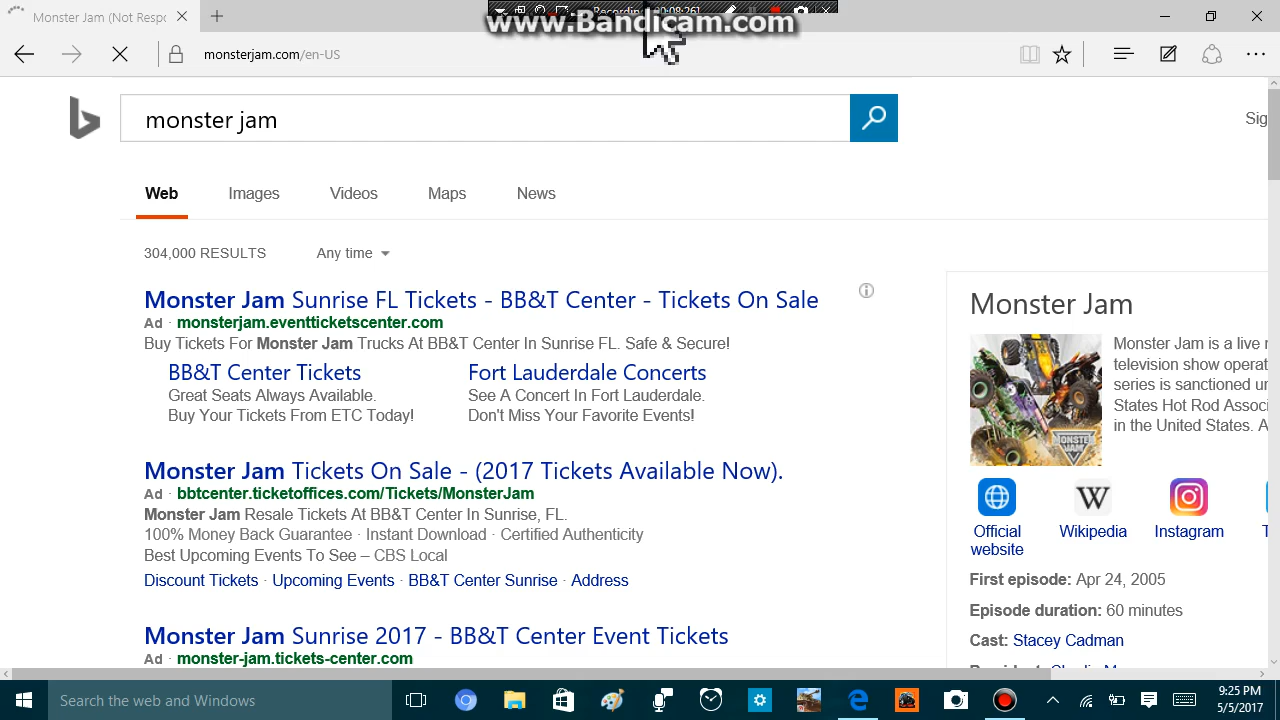 Monster Jam (Not Resp
Recording [00:08:26]
www.Bandicam.com
monsterjam.com/en-US
monster jam
Sig
Web Images Videos Maps News
304,000 RESULTS Any time
Monster Jam Sunrise FL Tickets - BB&T Center - Tickets On Sale
Ad · monsterjam.eventticketscenter.com
Buy Tickets For Monster Jam Trucks At BB&T Center In Sunrise FL. Safe & Secure!
BB&T Center Tickets
Great Seats Always Available.
Buy Your Tickets From ETC Today!
Fort Lauderdale Concerts
See A Concert In Fort Lauderdale.
Don't Miss Your Favorite Events!
Monster Jam Tickets On Sale - (2017 Tickets Available Now).
Ad · bbtcenter.ticketoffices.com/Tickets/MonsterJam
Monster Jam Resale Tickets At BB&T Center In Sunrise, FL.
100% Money Back Guarantee · Instant Download · Certified Authenticity
Best Upcoming Events To See – CBS Local
Discount Tickets · Upcoming Events · BB&T Center Sunrise · Address
Monster Jam Sunrise 2017 - BB&T Center Event Tickets
Ad · monster-jam.tickets-center.com
Monster Jam
MONSTER JAM
Monster Jam is a live
television show operat
series is sanctioned un
States Hot Rod Associ
in the United States. A
Official website
Wikipedia
Instagram
T
First episode: Apr 24, 2005
Episode duration: 60 minutes
Cast: Stacey Cadman
Search the web and Windows
9:25 PM
5/5/2017